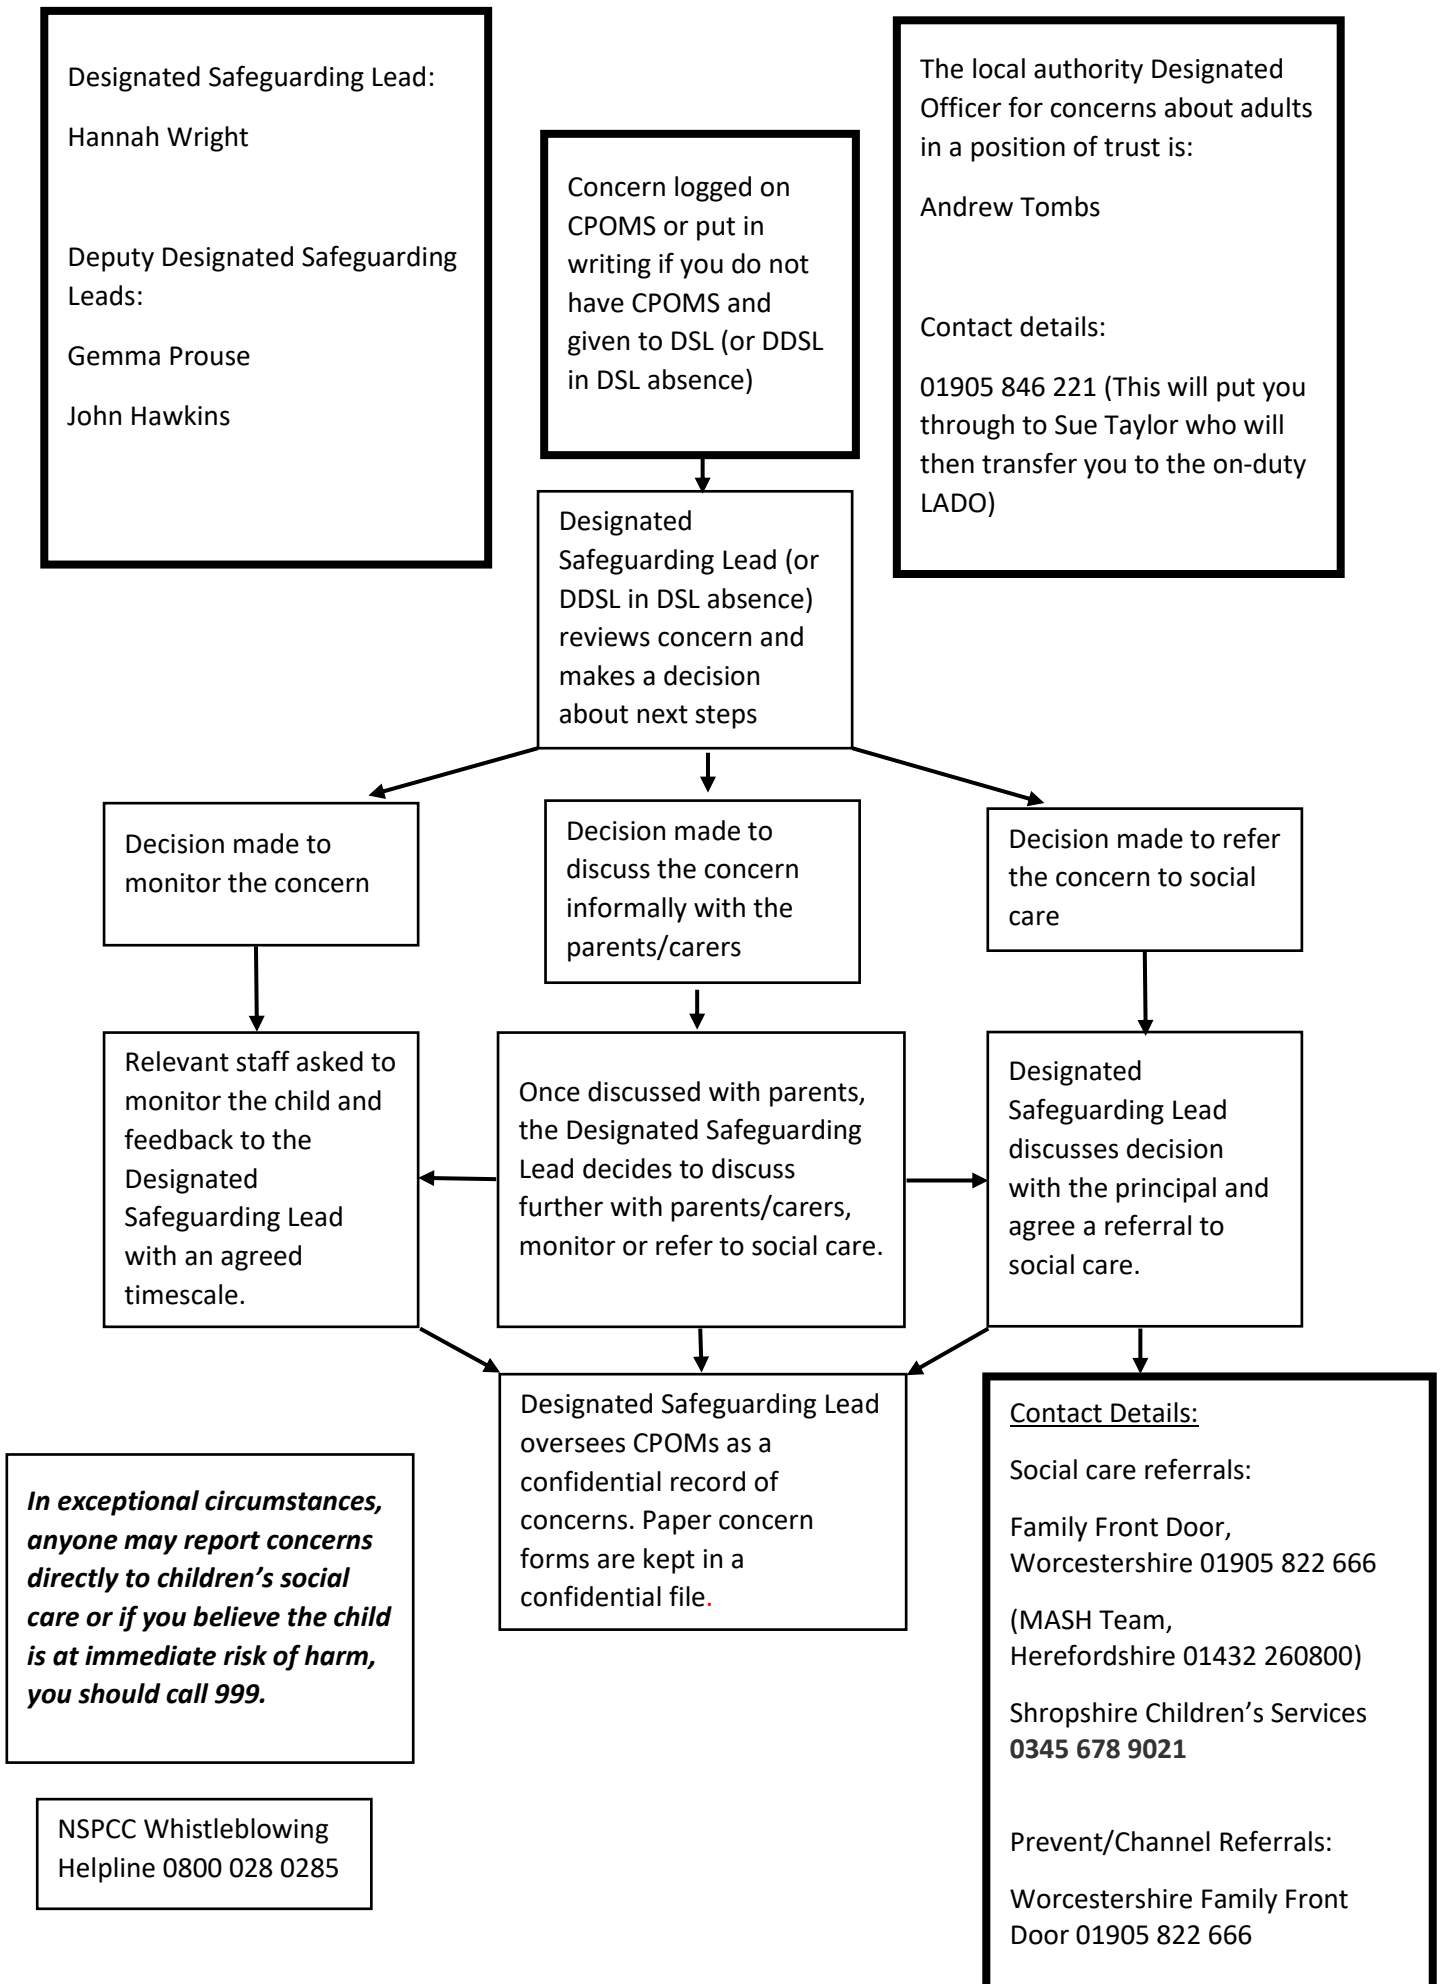 Designated Safeguarding Lead:
Hannah Wright
Deputy Designated Safeguarding
Leads:
Gemma Prouse
John Hawkins
Concern logged on
CPOMS or put in
writing if you do not
have CPOMS and
given to DSL (or DDSL
in DSL absence)
The local authority Designated
Officer for concerns about adults
in a position of trust is:
Andrew Tombs
Contact details:
01905 846 221 (This will put you
through to Sue Taylor who will
then transfer you to the on-duty
LADO)
Designated
Safeguarding Lead (or
DDSL in DSL absence)
reviews concern and
makes a decision
about next steps
Decision made to
monitor the concern
Decision made to
discuss the concern
informally with the
parents/carers
Decision made to refer
the concern to social
care
Relevant staff asked to
monitor the child and
feedback to the
Designated
Safeguarding Lead
with an agreed
timescale.
Once discussed with parents,
the Designated Safeguarding
Lead decides to discuss
further with parents/carers,
monitor or refer to social care.
Designated
Safeguarding Lead
discusses decision
with the principal and
agree a referral to
social care.
Designated Safeguarding Lead
oversees CPOMs as a
confidential record of
concerns. Paper concern
forms are kept in a
confidential file.
In exceptional circumstances,
anyone may report concerns
directly to children’s social
care or if you believe the child
is at immediate risk of harm,
you should call 999.
NSPCC Whistleblowing
Helpline 0800 028 0285
Contact Details:
Social care referrals:
Family Front Door,
Worcestershire 01905 822 666
(MASH Team,
Herefordshire 01432 260800)
Shropshire Children’s Services
0345 678 9021
Prevent/Channel Referrals:
Worcestershire Family Front
Door 01905 822 666